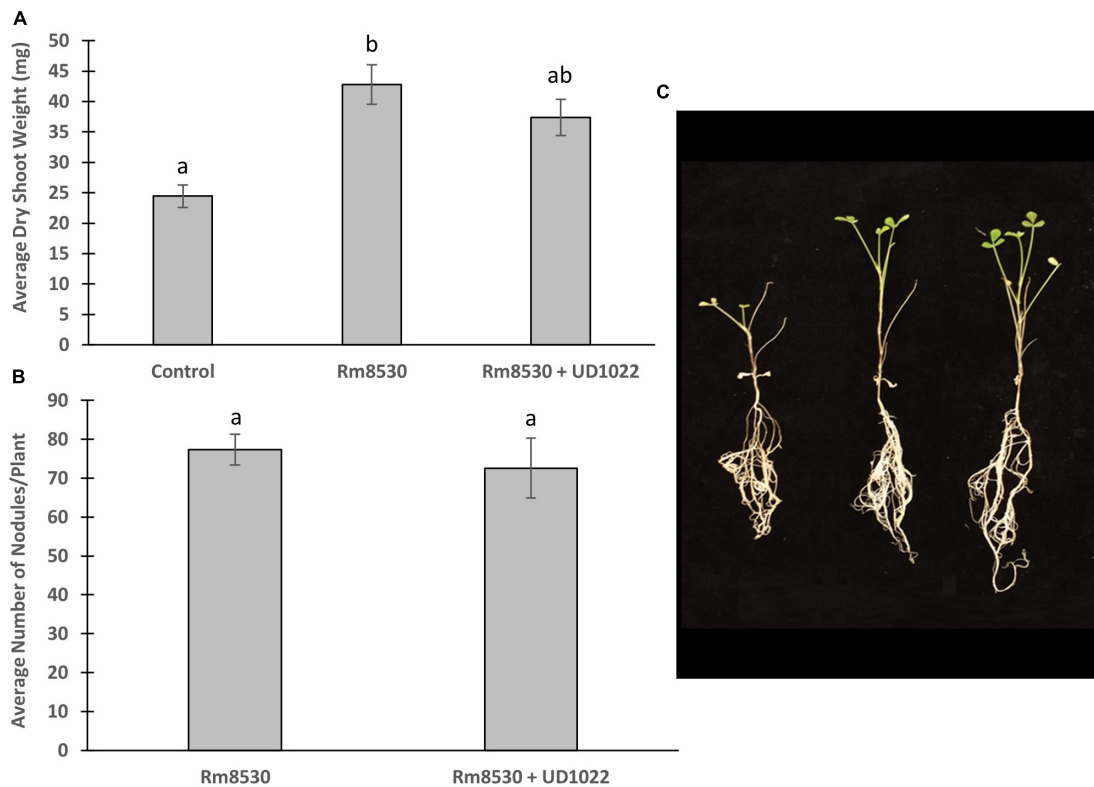 A
Average Dry Shoot Weight (mg)
50
45
40
35
30
25
20
15
10
5
0
a
b
ab
Control
Rm8530
Rm8530 + UD1022
B
Average Number of Nodules/Plant
90
80
70
60
50
40
30
20
10
0
a
a
Rm8530
Rm8530 + UD1022
C